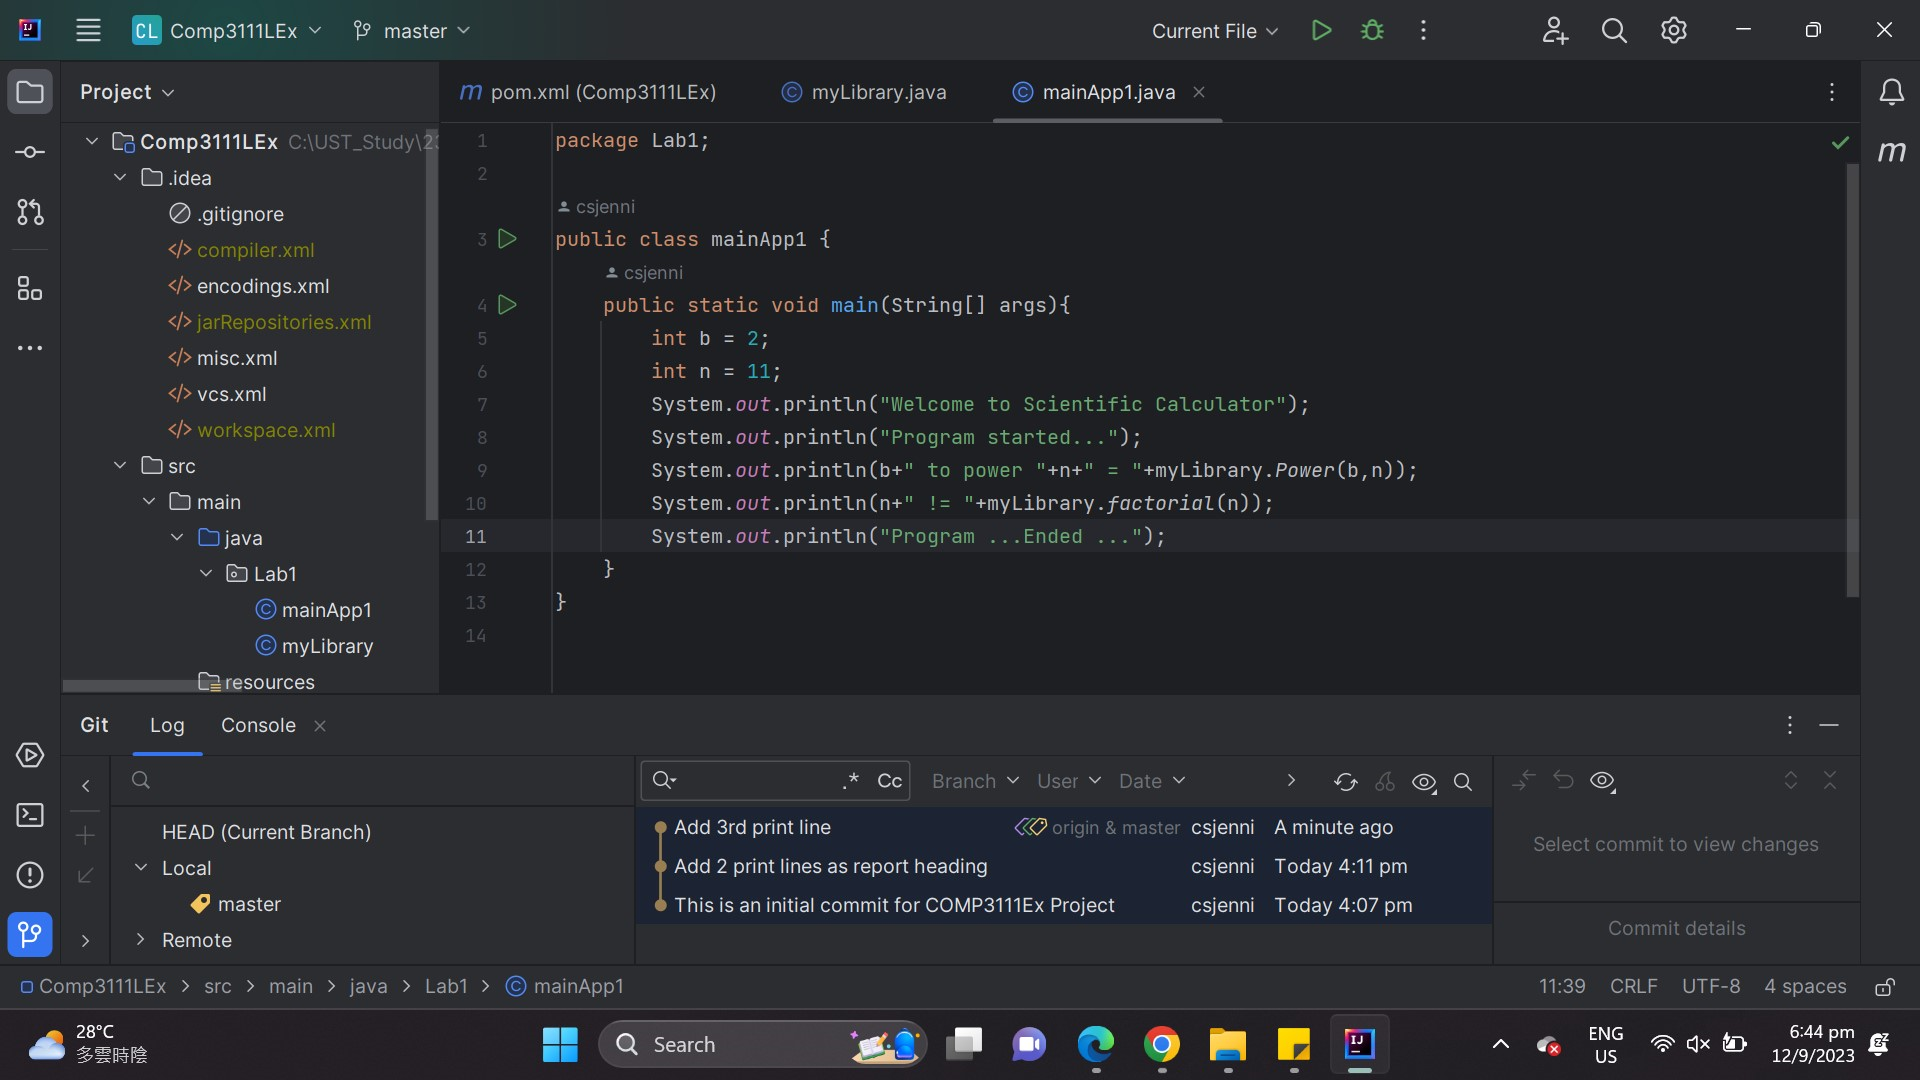 CL Comp3111LEx master Current File
Project
pom.xml (Comp3111LEx) myLibrary.java mainApp1.java
Comp3111LEx C:\UST_Study\23
.idea
.gitignore
compiler.xml
encodings.xml
jarRepositories.xml
misc.xml
vcs.xml
workspace.xml
src
main
java
Lab1
mainApp1
myLibrary
resources
1 package Lab1;
2
csjenni
3 public class mainApp1 {
csjenni
4 public static void main(String[] args){
5 int b = 2;
6 int n = 11;
7 System.out.println("Welcome to Scientific Calculator");
8 System.out.println("Program started...");
9 System.out.println(b+" to power "+n+" = "+myLibrary.Power(b,n));
10 System.out.println(n+" != "+myLibrary.factorial(n));
11 System.out.println("Program ...Ended ...");
12 }
13 }
14
Git Log Console
.* Cc Branch User Date
HEAD (Current Branch)
Local
master
Remote
Add 3rd print line origin & master csjenni A minute ago
Add 2 print lines as report heading csjenni Today 4:11 pm
This is an initial commit for COMP3111Ex Project csjenni Today 4:07 pm
Select commit to view changes
Commit details
Comp3111LEx > src > main > java > Lab1 > mainApp1 11:39 CRLF UTF-8 4 spaces
28°C
多雲時陰
Search
ENG
US
6:44 pm
12/9/2023